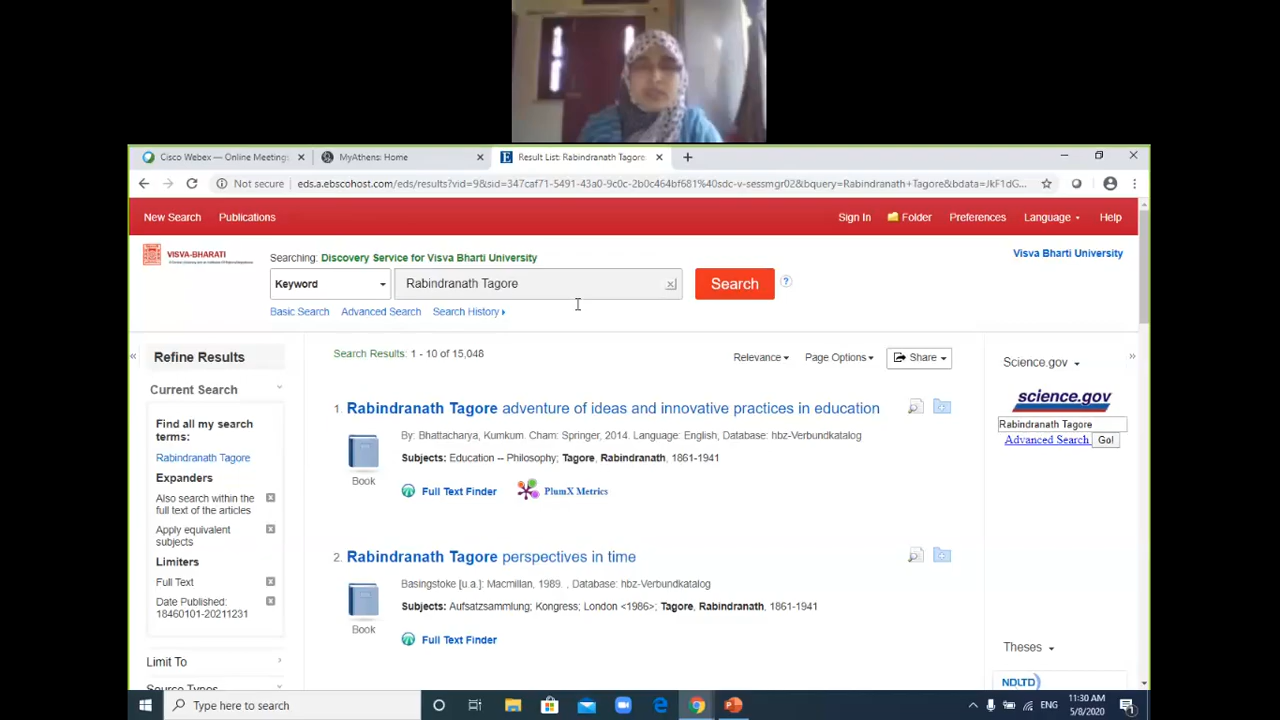 Cisco Webex — Online Meeting
MyAthens: Home
Result List: Rabindranath Tagore
Not secure
eds.a.ebscohost.com/eds/results?vid=9&sid=347caf71-5491-43a0-9c0c-2b0c464bf681%40sdc-v-sessmgr02&bquery=Rabindranath+Tagore&bdata=JkF1dG...
New Search
Publications
Sign In
Folder
Preferences
Language
Help
VISVA-BHARATI
Searching: Discovery Service for Visva Bharti University
Visva Bharti University
Keyword
Rabindranath Tagore
Search
Basic Search
Advanced Search
Search History
Refine Results
Current Search
Find all my search
terms:
Rabindranath Tagore
Expanders
Also search within the
full text of the articles
Apply equivalent
subjects
Limiters
Full Text
Date Published:
18460101-20211231
Limit To
Source Types
Search Results: 1 - 10 of 15,048
Relevance
Page Options
Share
1. Rabindranath Tagore adventure of ideas and innovative practices in education
By: Bhattacharya, Kumkum. Cham: Springer, 2014. Language: English, Database: hbz-Verbundkatalog
Subjects: Education -- Philosophy; Tagore, Rabindranath, 1861-1941
Book
Full Text Finder
PlumX Metrics
2. Rabindranath Tagore perspectives in time
Basingstoke [u.a.]: Macmillan, 1989. , Database: hbz-Verbundkatalog
Subjects: Aufsatzsammlung; Kongress; London <1986>; Tagore, Rabindranath, 1861-1941
Book
Full Text Finder
Science.gov
science.gov
Rabindranath Tagore
Advanced Search
Go!
Theses
NDLTD
Type here to search
ENG
11:30 AM
5/8/2020